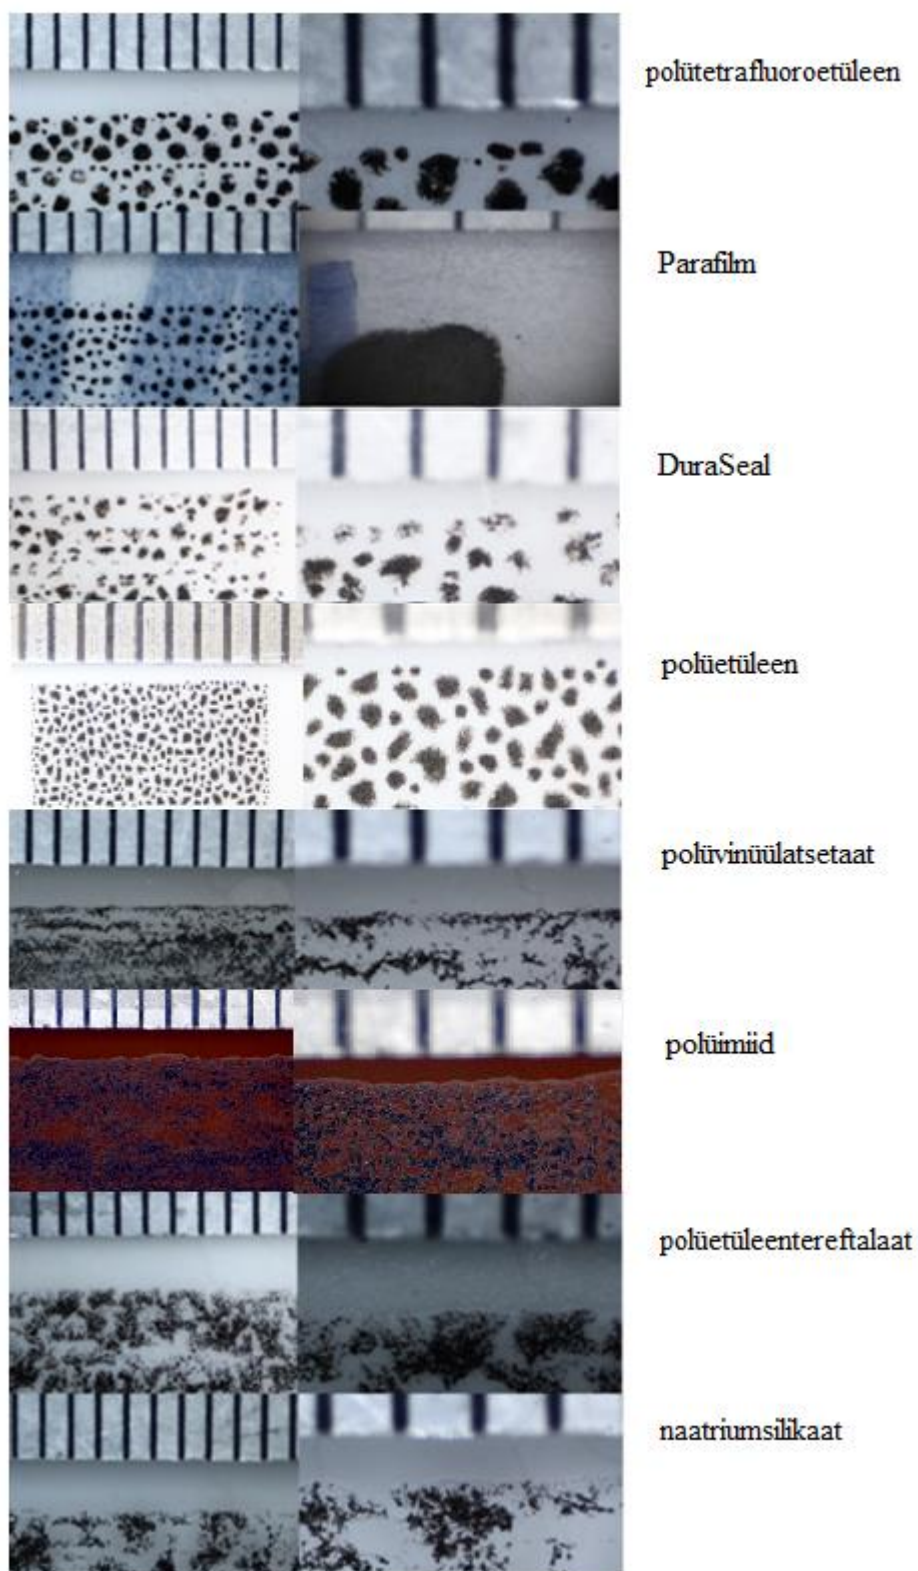 polütetrafluoroetüleen
Parafilm
DuraSeal
polüetüleen
polüvinüülatsetaat
polüimiid
polüetüleentereftalaat
naatriumsilikaat